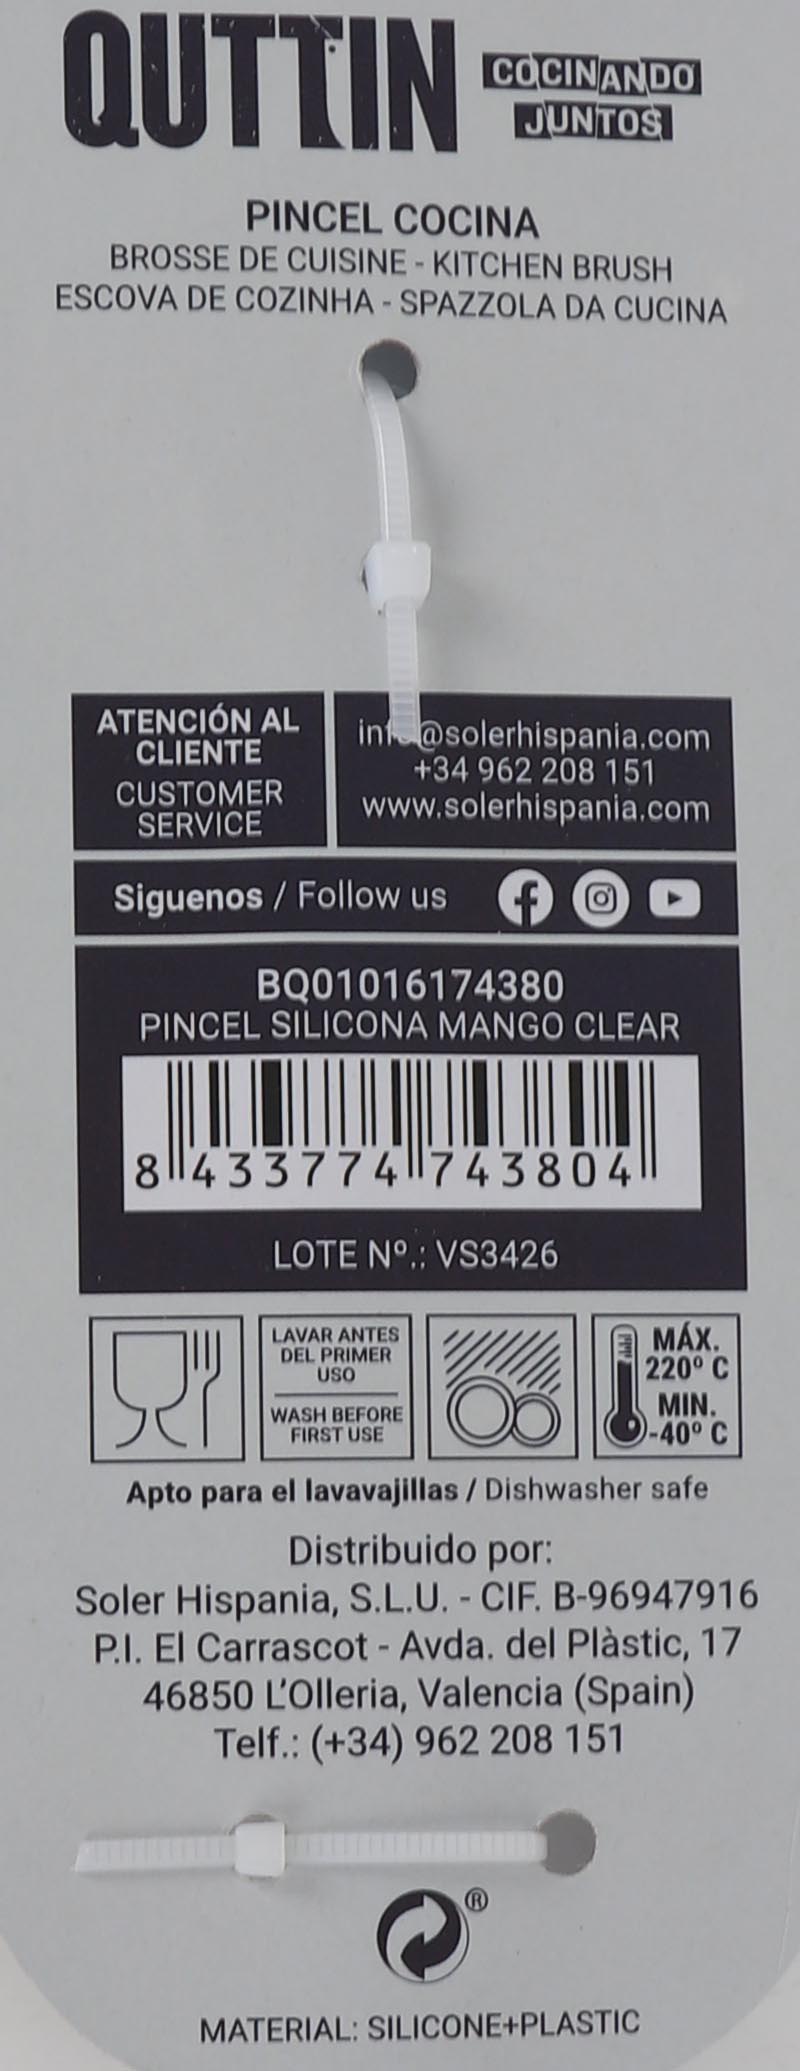 QUTTIN
COCINANDO
JUNTOS
PINCEL COCINA
BROSSE DE CUISINE - KITCHEN BRUSH
ESCOVA DE COZINHA - SPAZZOLA DA CUCINA
ATENCIÓN AL
CLIENTE
CUSTOMER
SERVICE
info@solerhispania.com
+34 962 208 151
www.solerhispania.com
Siguenos / Follow us
BQ01016174380
PINCEL SILICONA MANGO CLEAR
8 433774 743804
LOTE Nº.: VS3426
LAVAR ANTES
DEL PRIMER
USO
WASH BEFORE
FIRST USE
MÁX.
220º C
MIN.
-40º C
Apto para el lavavajillas / Dishwasher safe
Distribuido por:
Soler Hispania, S.L.U. - CIF. B-96947916
P.I. El Carrascot - Avda. del Plàstic, 17
46850 L'Olleria, Valencia (Spain)
Telf.: (+34) 962 208 151
®
MATERIAL: SILICONE+PLASTIC